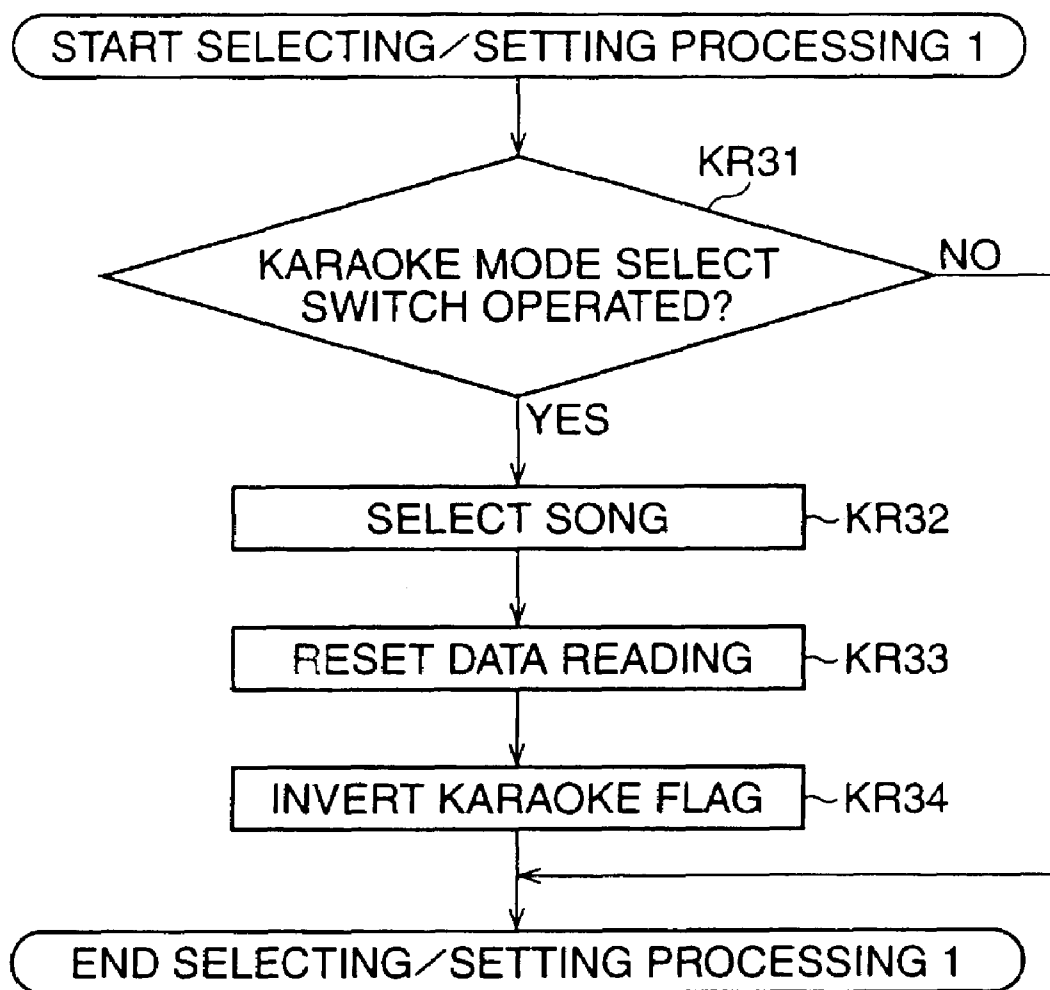 START SELECTING/SETTING PROCESSING 1
KR31
KARAOKE MODE SELECT
SWITCH OPERATED?
NO
YES
SELECT SONG
KR32
RESET DATA READING
KR33
INVERT KARAOKE FLAG
KR34
END SELECTING/SETTING PROCESSING 1